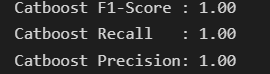 Catboost F1-Score : 1.00
Catboost Recall   : 1.00
Catboost Precision: 1.00